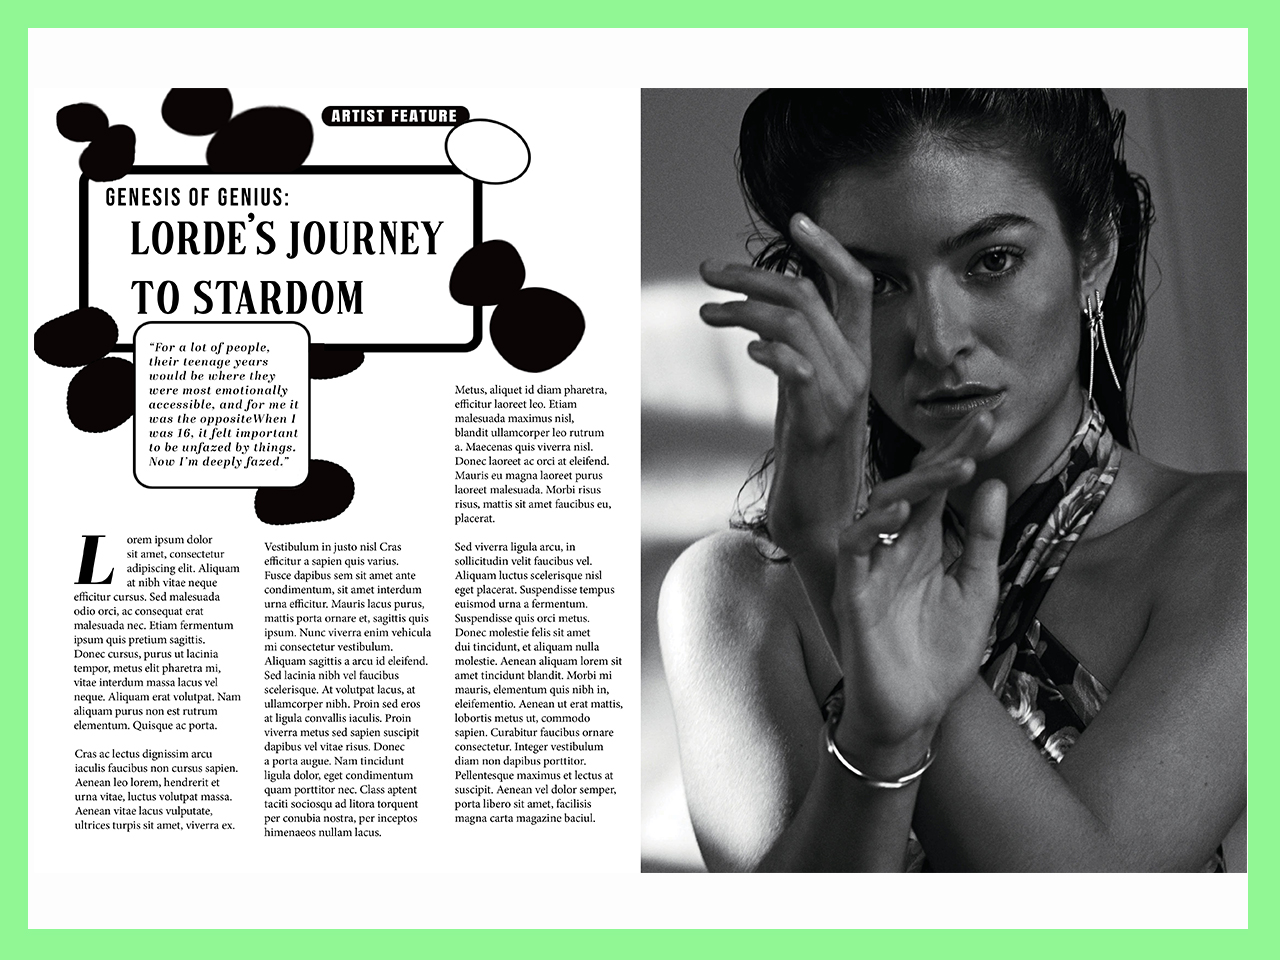 ARTIST FEATURE
GENESIS OF GENIUS:
LORDE'S JOURNEY
TO STARDOM
"For a lot of people,
their teenage years
would be where they
were most emotionally
accessible, and for me it
was the oppositeWhen I
was 16, it felt important
to be unfazed by things.
Now I'm deeply fazed."
Lorem ipsum dolor
sit amet, consectetur
adipiscing elit. Aliquam
at nibh vitae neque
efficitur cursus. Sed malesuada
odio orci, ac consequat erat
malesuada nec. Etiam fermentum
ipsum quis pretium sagittis.
Donec cursus, purus ut lacinia
tempor, metus elit pharetra mi,
vitae interdum massa lacus vel
neque. Aliquam erat volutpat. Nam
aliquam purus non est rutrum
elementum. Quisque ac porta.
Cras ac lectus dignissim arcu
iaculis faucibus non cursus sapien.
Aenean leo lorem, hendrerit et
urna vitae, luctus volutpat massa.
Aenean vitae lacus vulputate,
ultrices turpis sit amet, viverra ex.
Vestibulum in justo nisl Cras
efficitur a sapien quis varius.
Fusce dapibus sem sit amet ante
condimentum, sit amet interdum
urna efficitur. Mauris lacus purus,
mattis porta ornare et, sagittis quis
ipsum. Nunc viverra enim vehicula
mi consectetur vestibulum.
Aliquam sagittis a arcu id eleifend.
Sed lacinia nibh vel faucibus
scelerisque. At volutpat lacus, at
ullamcorper nibh. Proin sed eros
at ligula convallis iaculis. Proin
viverra metus sed sapien suscipit
dapibus vel vitae risus. Donec
a porta augue. Nam tincidunt
ligula dolor, eget condimentum
quam porttitor nec. Class aptent
taciti sociosqu ad litora torquent
per conubia nostra, per inceptos
himenaeos nullam lacus.
Metus, aliquet id diam pharetra,
efficitur laoreet leo. Etiam
malesuada maximus nisl,
blandit ullamcorper leo rutrum
a. Maecenas quis viverra nisl.
Donec laoreet ac orci at eleifend.
Mauris eu magna laoreet purus
laoreet malesuada. Morbi risus
risus, mattis sit amet faucibus eu,
placerat.
Sed viverra ligula arcu, in
sollicitudin velit faucibus vel.
Aliquam luctus scelerisque nisl
eget placerat. Suspendisse tempus
euismod urna a fermentum.
Suspendisse quis orci metus.
Donec molestie felis sit amet
dui tincidunt, et aliquam nulla
molestie. Aenean aliquam lorem sit
amet tincidunt blandit. Morbi mi
mauris, elementum quis nibh in,
eleifementio. Aenean ut erat mattis,
lobortis metus ut, commodo
sapien. Curabitur faucibus ornare
consectetur. Integer vestibulum
diam non dapibus porttitor.
Pellentesque maximus et lectus at
suscipit. Aenean vel dolor semper,
porta libero sit amet, facilisis
magna carta magazine baciul.